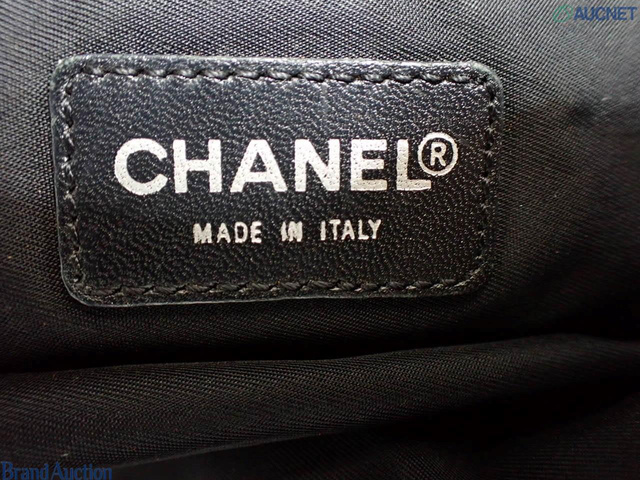 AUCNET
CHANEL®
MADE IN ITALY
Brand Auction